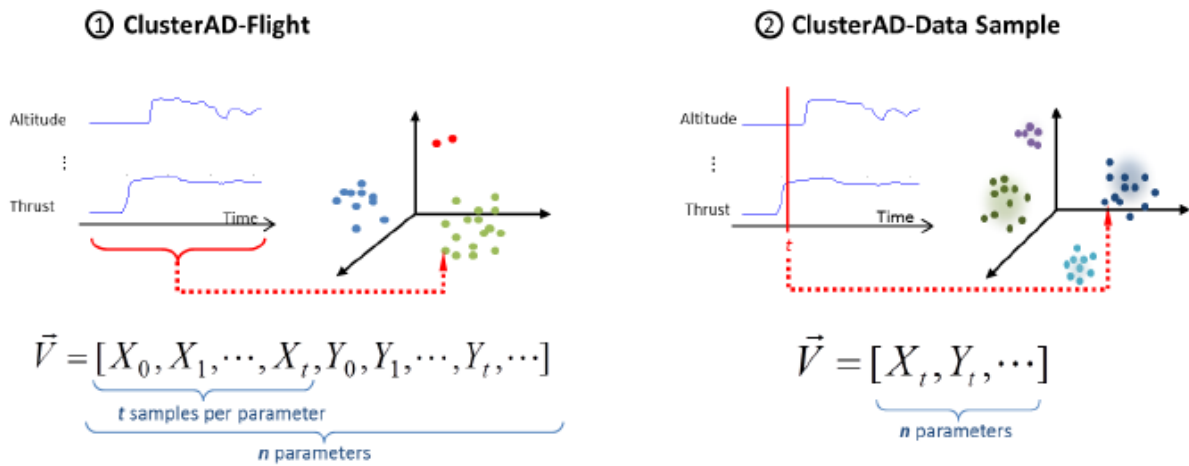 ① ClusterAD-Flight
Altitude
⋮
Thrust
Time
V⃗ = [X₀, X₁, ⋯, Xₜ, Y₀, Y₁, ⋯, Yₜ, ⋯]
t samples per parameter
n parameters
② ClusterAD-Data Sample
Altitude
⋮
Thrust
Time
t
V⃗ = [Xₜ, Yₜ, ⋯]
n parameters